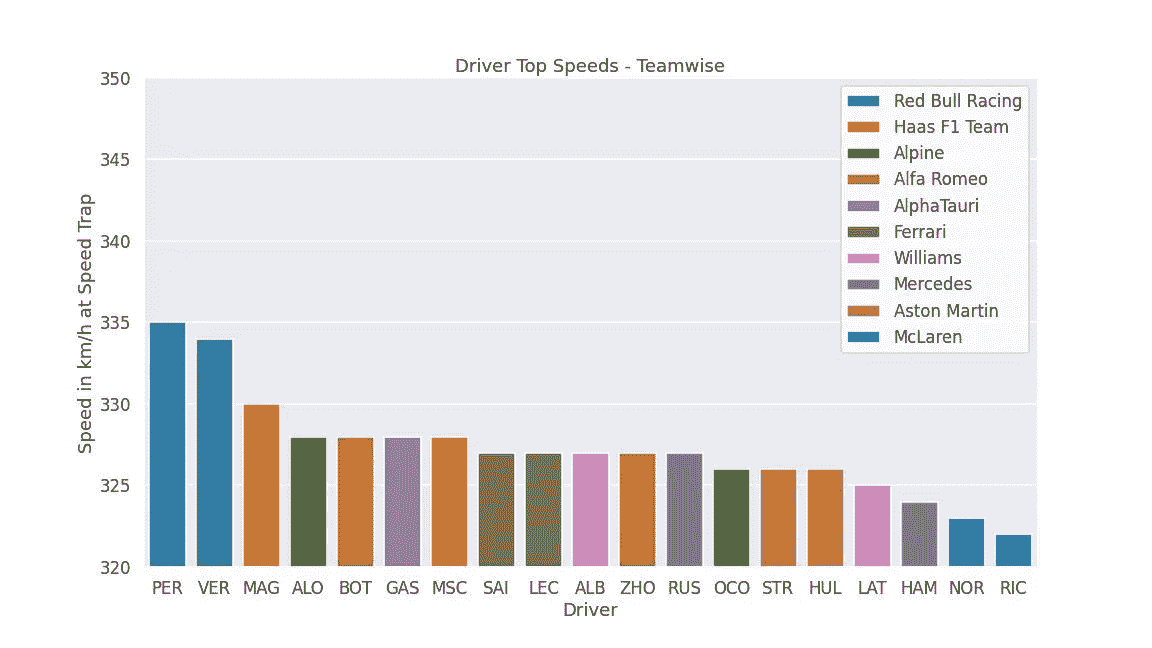 Driver Top Speeds - Teamwise
350
345
340
335
330
325
320
Speed in km/h at Speed Trap
Red Bull Racing
Haas F1 Team
Alpine
Alfa Romeo
AlphaTauri
Ferrari
Williams
Mercedes
Aston Martin
McLaren
PER VER MAG ALO BOT GAS MSC SAI LEC ALB ZHO RUS OCO STR HUL LAT HAM NOR RIC
Driver